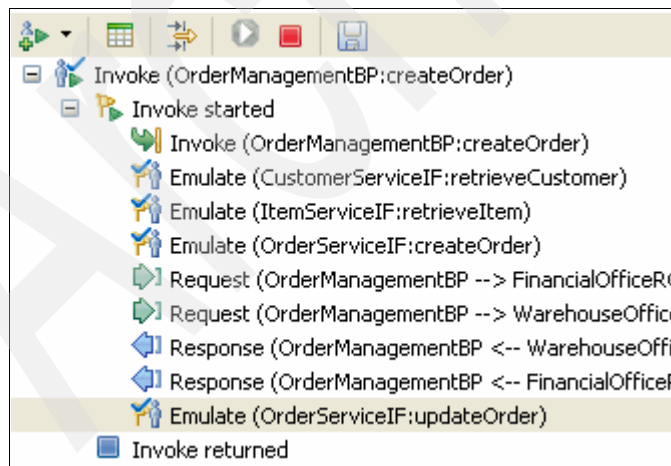 Invoke (OrderManagementBP:createOrder)
Invoke started
Invoke (OrderManagementBP:createOrder)
Emulate (CustomerServiceIF:retrieveCustomer)
Emulate (ItemServiceIF:retrieveItem)
Emulate (OrderServiceIF:createOrder)
Request (OrderManagementBP --> FinancialOfficeR
Request (OrderManagementBP --> WarehouseOffice
Response (OrderManagementBP <-- WarehouseOffi
Response (OrderManagementBP <-- FinancialOffice
Emulate (OrderServiceIF:updateOrder)
Invoke returned